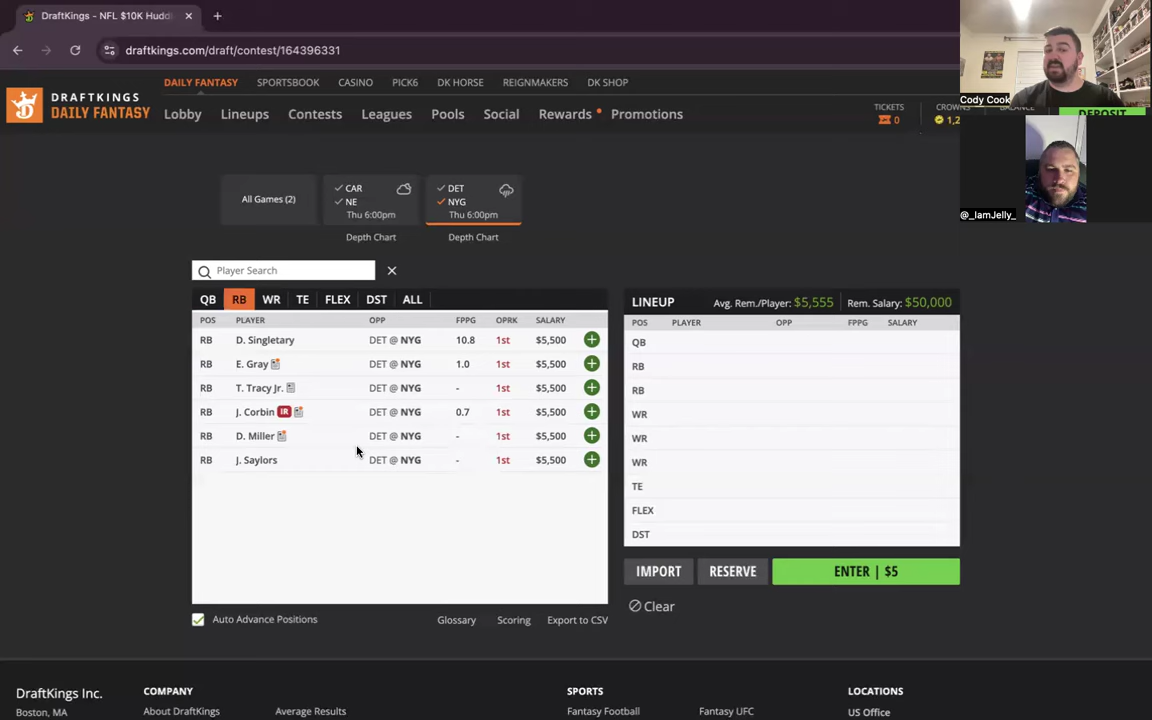 DraftKings - NFL $10K Huddl
draftkings.com/draft/contest/164396331
Cody Cook
@_IamJelly_
DAILY FANTASY SPORTSBOOK CASINO PICK6 DK HORSE REIGNMAKERS DK SHOP
DRAFTKINGS
DAILY FANTASY
Lobby Lineups Contests Leagues Pools Social Rewards Promotions
TICKETS
0
CROWNS
1,2
BALANCE
DEPOSIT
All Games (2)
CAR
NE
Thu 6:00pm
Depth Chart
DET
NYG
Thu 6:00pm
Depth Chart
Player Search
QB RB WR TE FLEX DST ALL
POS PLAYER OPP FPPG OPRK SALARY
RB D. Singletary DET @ NYG 10.8 1st $5,500
RB E. Gray DET @ NYG 1.0 1st $5,500
RB T. Tracy Jr. DET @ NYG - 1st $5,500
RB J. Corbin IR DET @ NYG 0.7 1st $5,500
RB D. Miller DET @ NYG - 1st $5,500
RB J. Saylors DET @ NYG - 1st $5,500
LINEUP Avg. Rem./Player: $5,555 Rem. Salary: $50,000
POS PLAYER OPP FPPG SALARY
QB
RB
RB
WR
WR
WR
TE
FLEX
DST
IMPORT RESERVE ENTER | $5
Clear
Auto Advance Positions Glossary Scoring Export to CSV
DraftKings Inc.
Boston, MA
COMPANY
About DraftKings Average Results
SPORTS
Fantasy Football Fantasy UFC
LOCATIONS
US Office